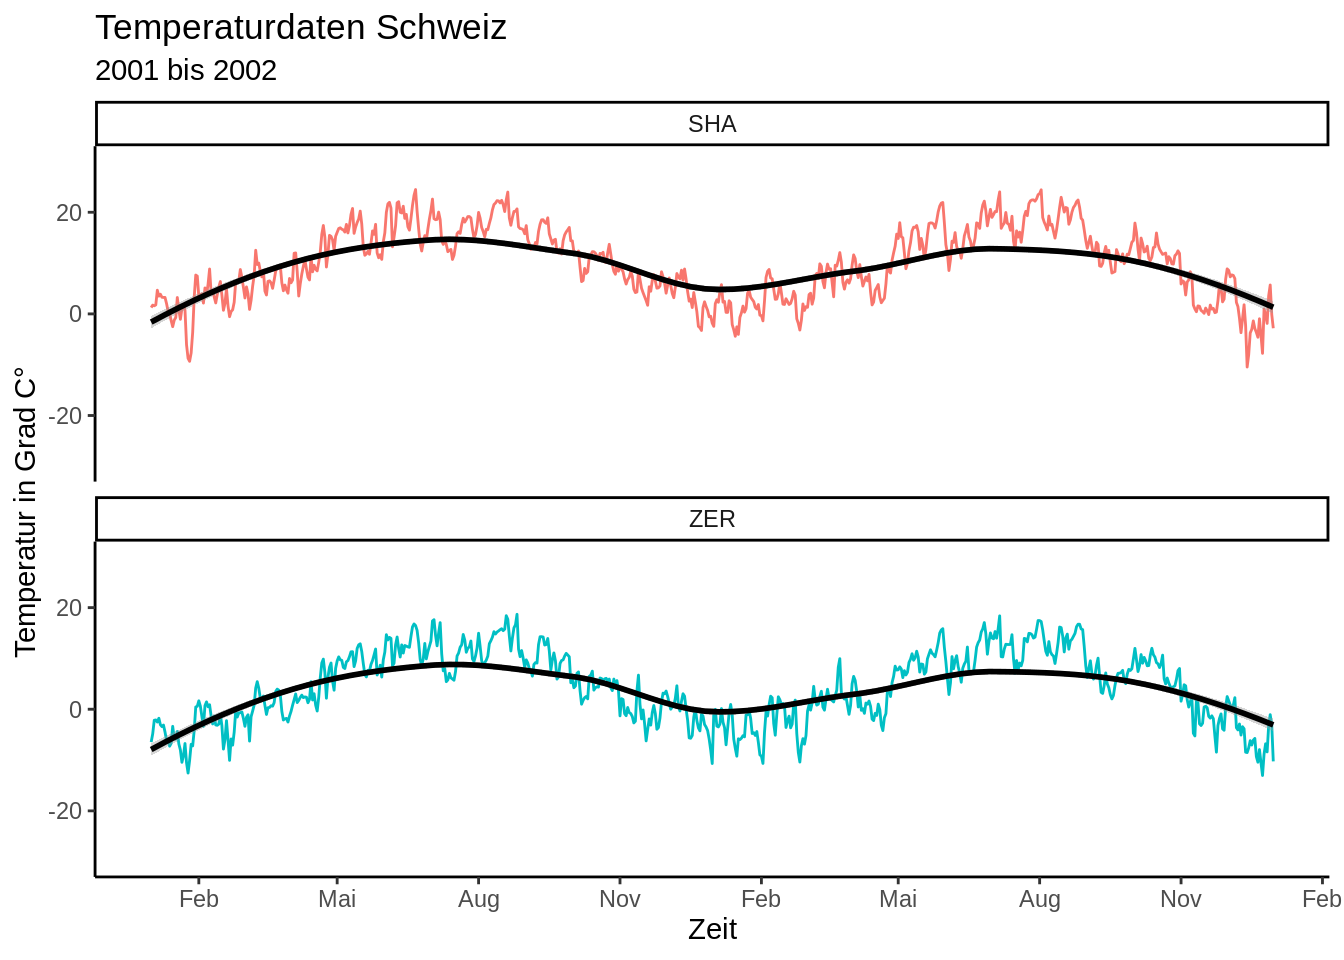 Temperaturdaten Schweiz
2001 bis 2002
SHA
20
0
-20
Temperatur in Grad C°
ZER
20
0
-20
Feb Mai Aug Nov Feb Mai Aug Nov Feb
Zeit